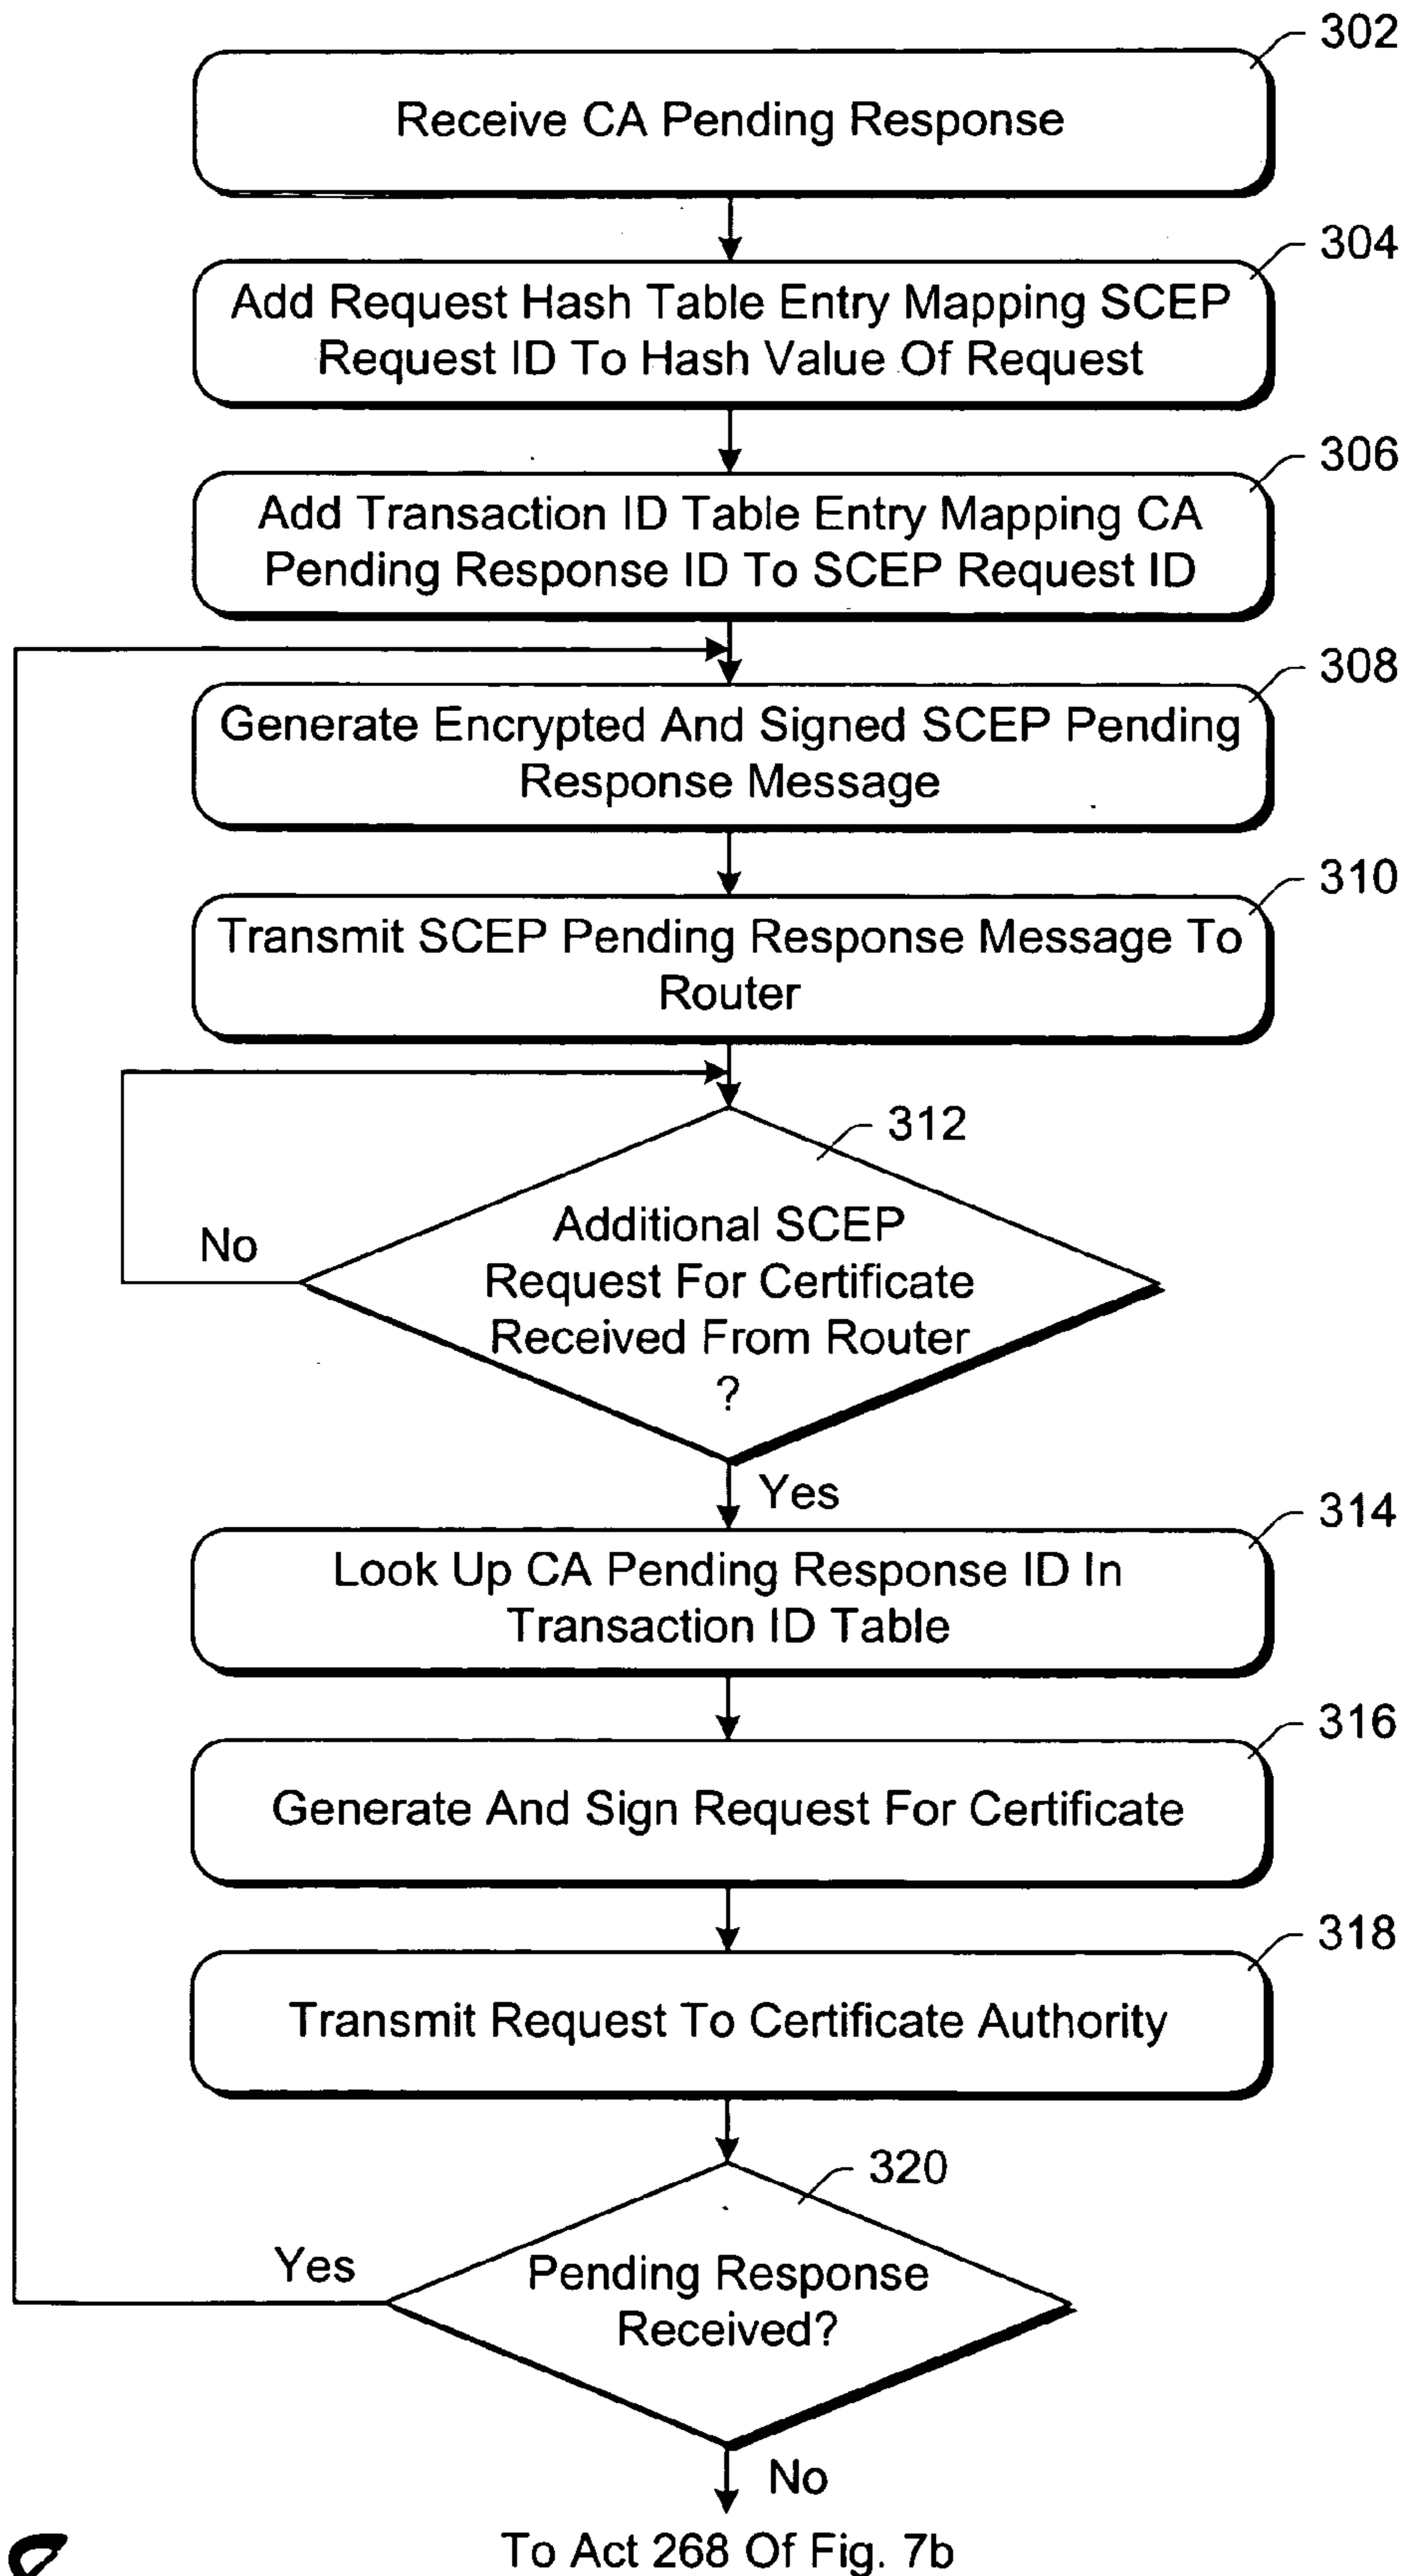 302
Receive CA Pending Response
304
Add Request Hash Table Entry Mapping SCEP
Request ID To Hash Value Of Request
306
Add Transaction ID Table Entry Mapping CA
Pending Response ID To SCEP Request ID
308
Generate Encrypted And Signed SCEP Pending
Response Message
310
Transmit SCEP Pending Response Message To
Router
312
Additional SCEP
Request For Certificate
Received From Router
?
No
Yes
314
Look Up CA Pending Response ID In
Transaction ID Table
316
Generate And Sign Request For Certificate
318
Transmit Request To Certificate Authority
320
Pending Response
Received?
Yes
No
To Act 268 Of Fig. 7b